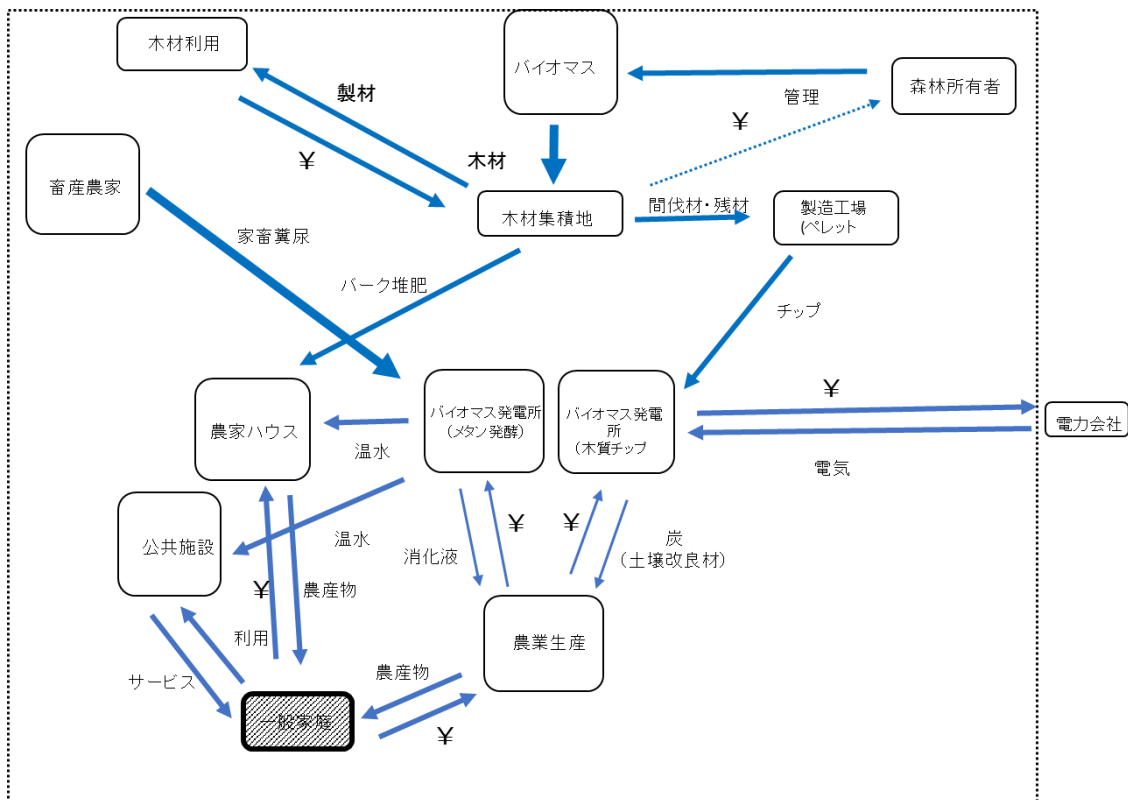 木材利用
バイオマス
森林所有者
製材
管理
￥
￥
木材
畜産農家
木材集積地
間伐材・残材
製造工場
(ペレット
家畜糞尿
バーク堆肥
チップ
￥
農家ハウス
バイオマス発電所
（メタン発酵）
バイオマス発電
所
（木質チップ
電力会社
温水
電気
公共施設
温水
消化液
￥
￥
炭
（土壌改良材）
￥
農産物
利用
農業生産
サービス
農産物
一般家庭
￥